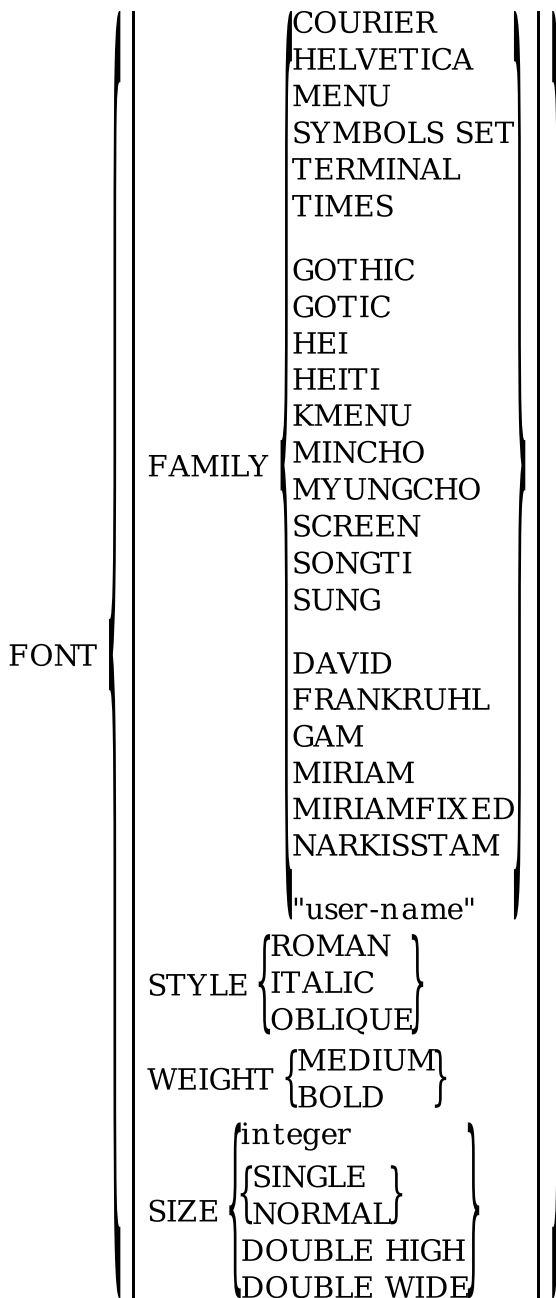 COURIER
HELVETICA
MENU
SYMBOLS SET
TERMINAL
TIMES
GOTHIC
GOTIC
HEI
HEITI
KMENU
FAMILY MINCHO
MYUNGCHO
SCREEN
SONGTI
SUNG
FONT DAVID
FRANKRUHL
GAM
MIRIAM
MIRIAMFIXED
NARKISSTAM
"user-name"
ROMAN
STYLE ITALIC
OBLIQUE
WEIGHT MEDIUM
BOLD
integer
SINGLE
SIZE NORMAL
DOUBLE HIGH
DOUBLE WIDE